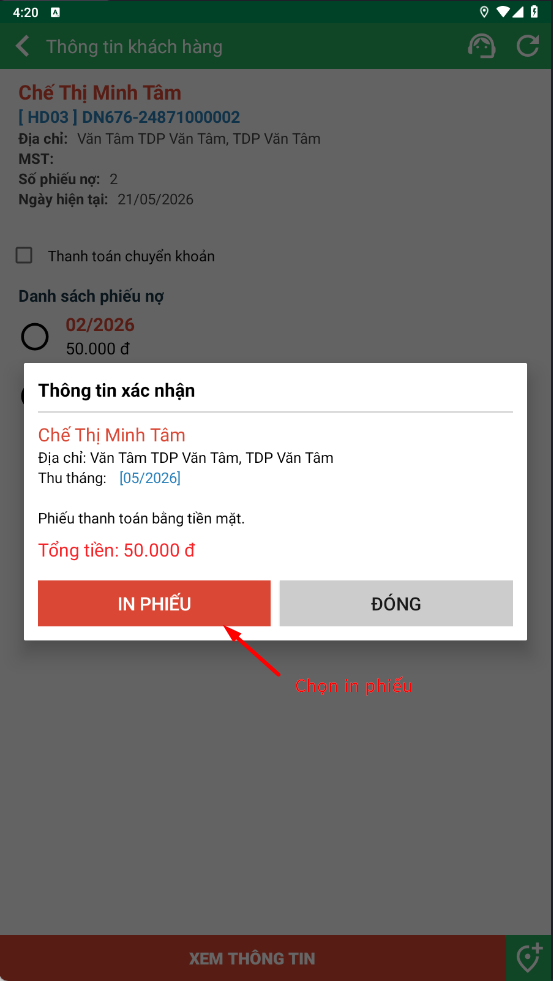 4:20
Thông tin khách hàng
Chế Thị Minh Tâm
[ HD03 ] DN676-24871000002
Địa chỉ: Văn Tâm TDP Văn Tâm, TDP Văn Tâm
MST:
Số phiếu nợ: 2
Ngày hiện tại: 21/05/2026
Thanh toán chuyển khoản
Danh sách phiếu nợ
02/2026
50.000 đ
Thông tin xác nhận
Chế Thị Minh Tâm
Địa chỉ: Văn Tâm TDP Văn Tâm, TDP Văn Tâm
Thu tháng: [05/2026]
Phiếu thanh toán bằng tiền mặt.
Tổng tiền: 50.000 đ
IN PHIẾU ĐÓNG
Chọn in phiếu
XEM THÔNG TIN